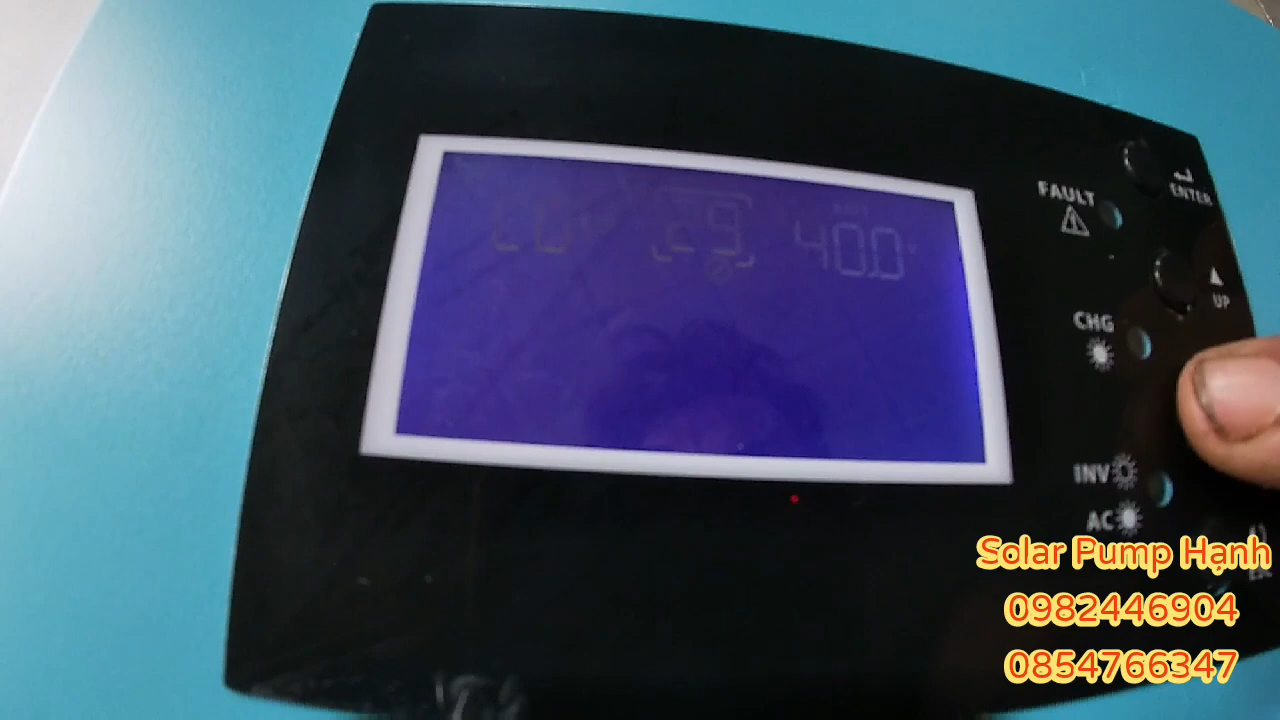 29
40.0
ENTER
FAULT
UP
CHG
INV
AC
Solar Pump Hạnh
0982446904
0854766347